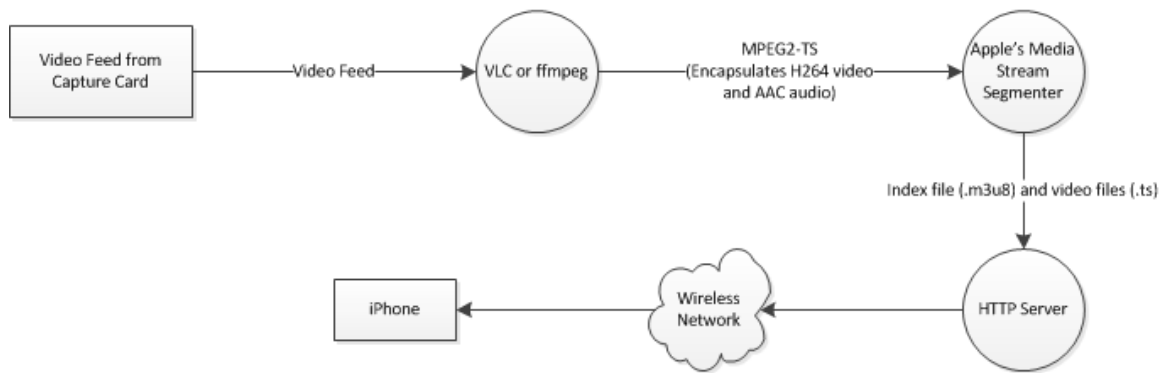 Video Feed from
Capture Card
Video Feed
VLC or ffmpeg
MPEG2-TS
(Encapsulates H264 video
and AAC audio)
Apple's Media
Stream
Segmenter
Index file (.m3u8) and video files (.ts)
HTTP Server
Wireless
Network
iPhone